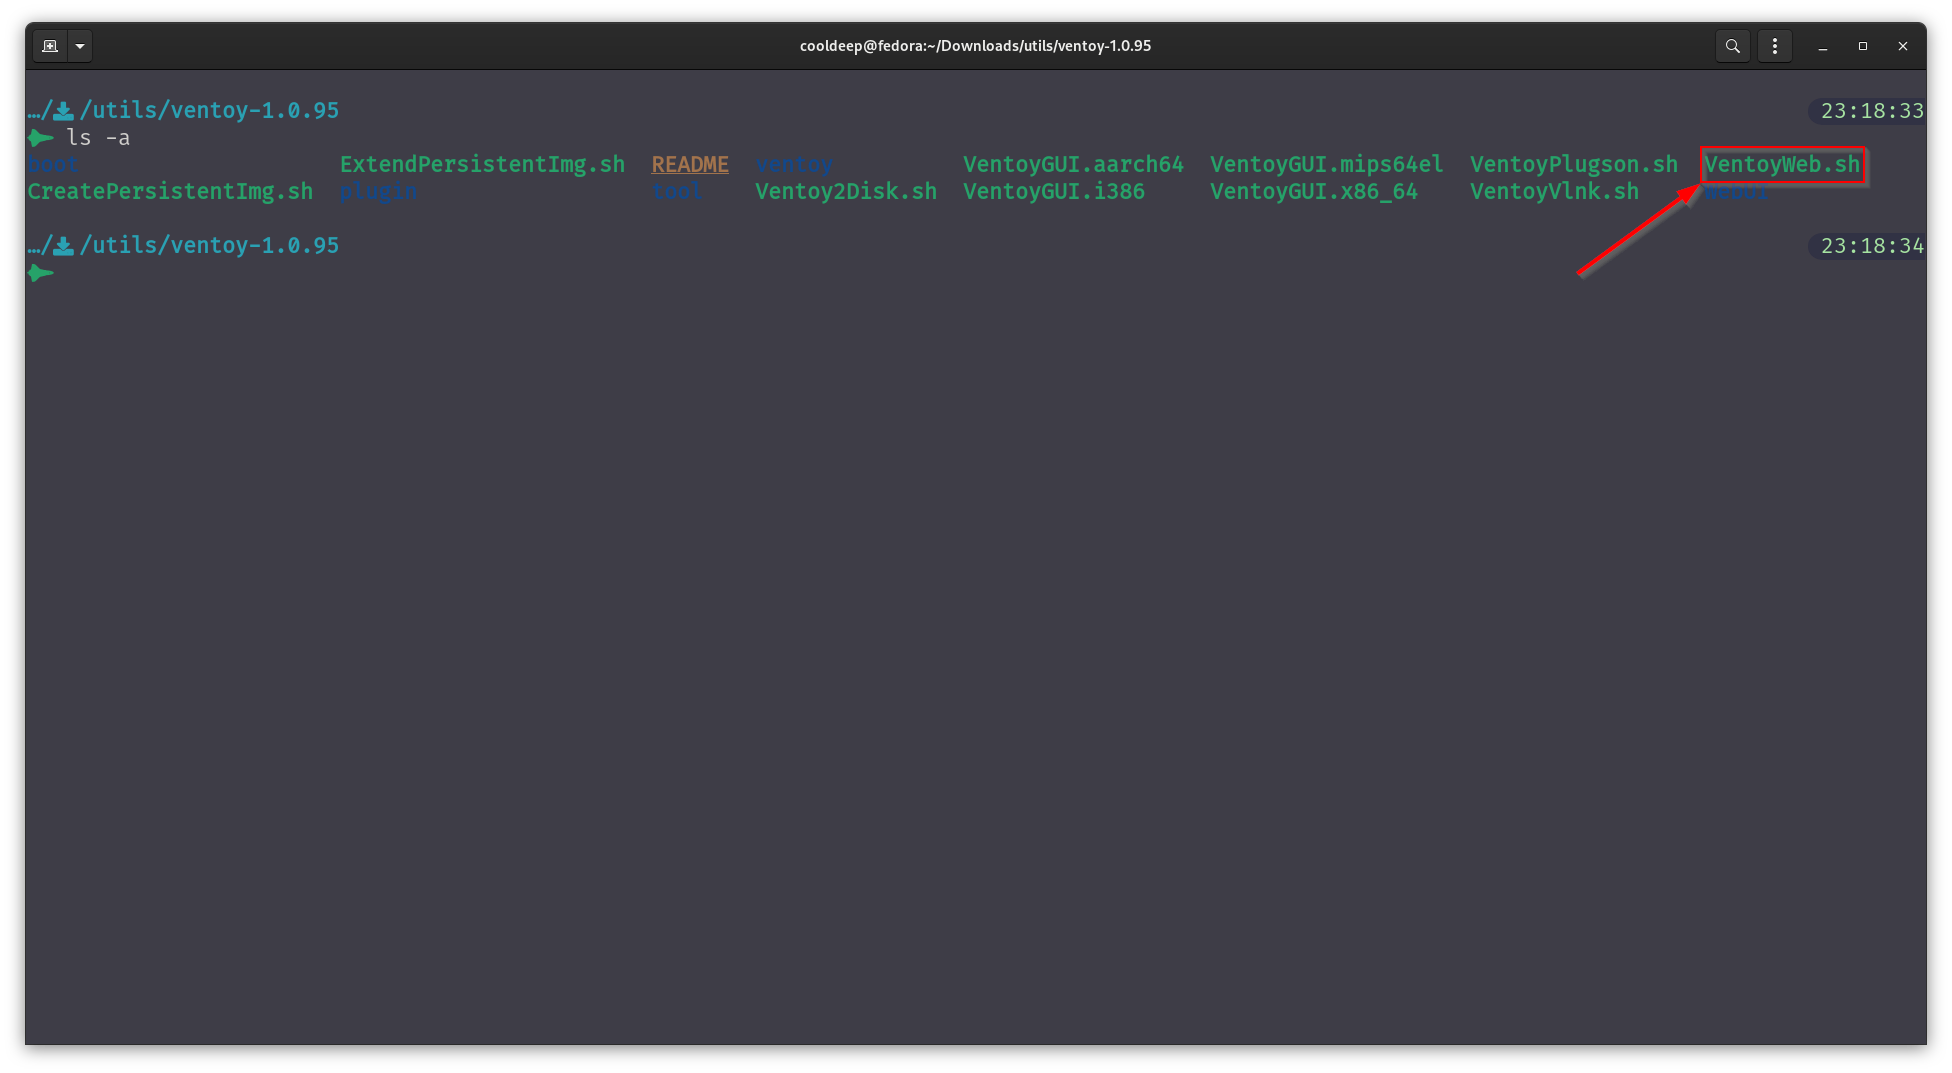 cooldeep@fedora:~/Downloads/utils/ventoy-1.0.95
…/ /utils/ventoy-1.0.95 23:18:33
ls -a
boot ExtendPersistentImg.sh README ventoy VentoyGUI.aarch64 VentoyGUI.mips64el VentoyPlugson.sh VentoyWeb.sh
CreatePersistentImg.sh plugin tool Ventoy2Disk.sh VentoyGUI.i386 VentoyGUI.x86_64 VentoyVlnk.sh WebUI
…/ /utils/ventoy-1.0.95 23:18:34